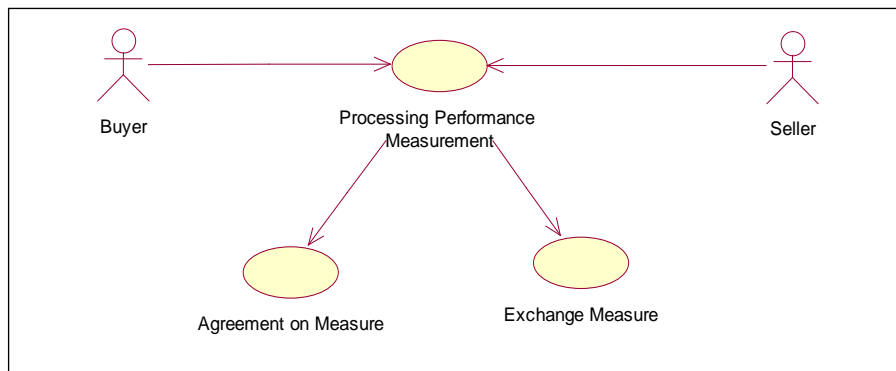 Buyer
Processing Performance
Measurement
Seller
Agreement on Measure
Exchange Measure